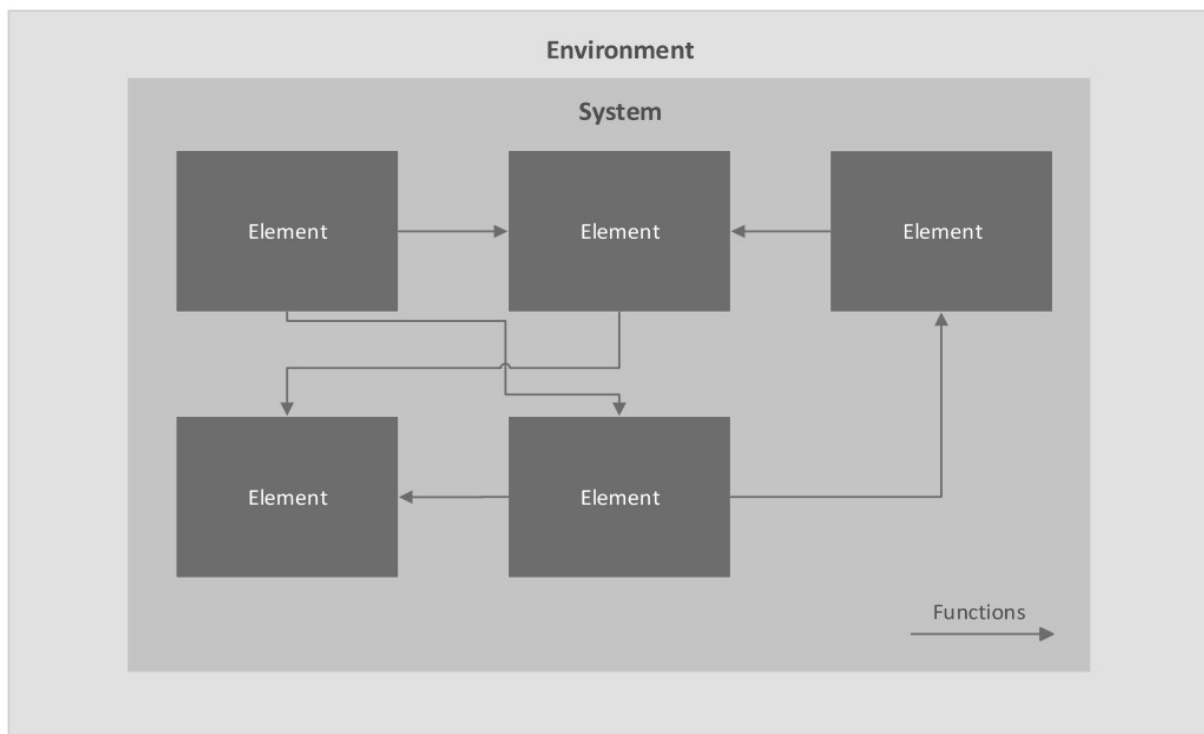 Environment
System
Element
Element
Element
Element
Element
Functions